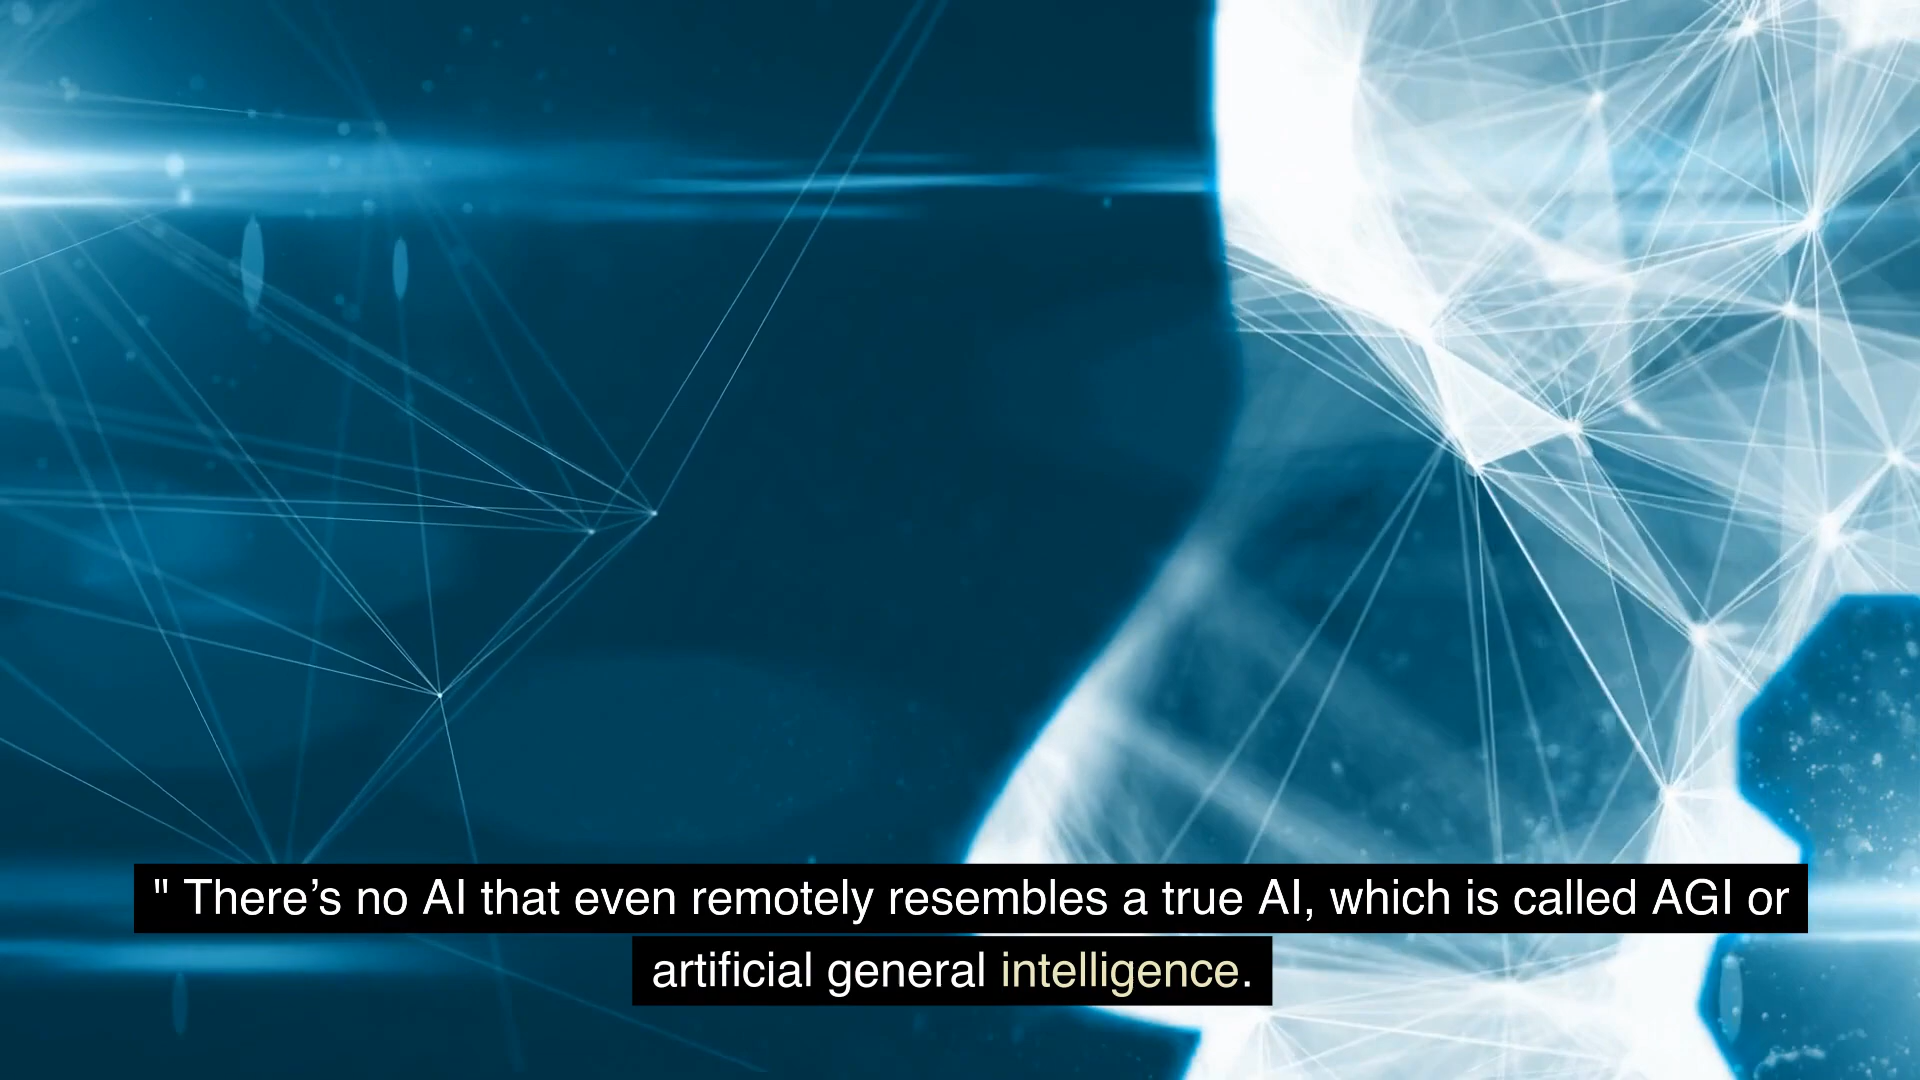 " There’s no AI that even remotely resembles a true AI, which is called AGI or
artificial general intelligence.